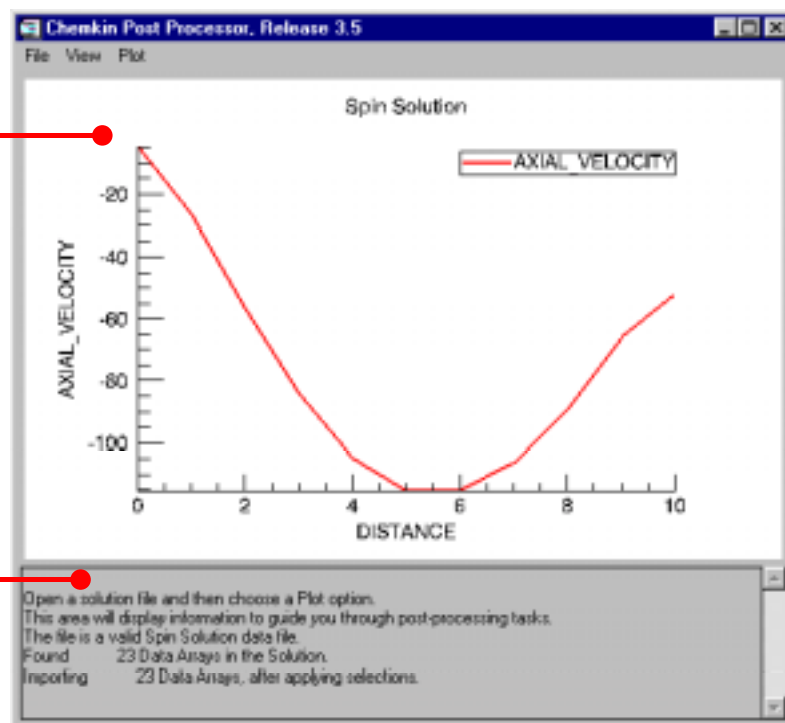 Chemkin Post Processor, Release 3.5
File View Plot
Spin Solution
AXIAL_VELOCITY
-20
-40
-60
-80
-100
AXIAL_VELOCITY
0 2 4 6 8 10
DISTANCE
Open a solution file and then choose a Plot option.
This area will display information to guide you through post-processing tasks.
The file is a valid Spin Solution data file.
Found 23 Data Arrays in the Solution.
Importing 23 Data Arrays, after applying selections.